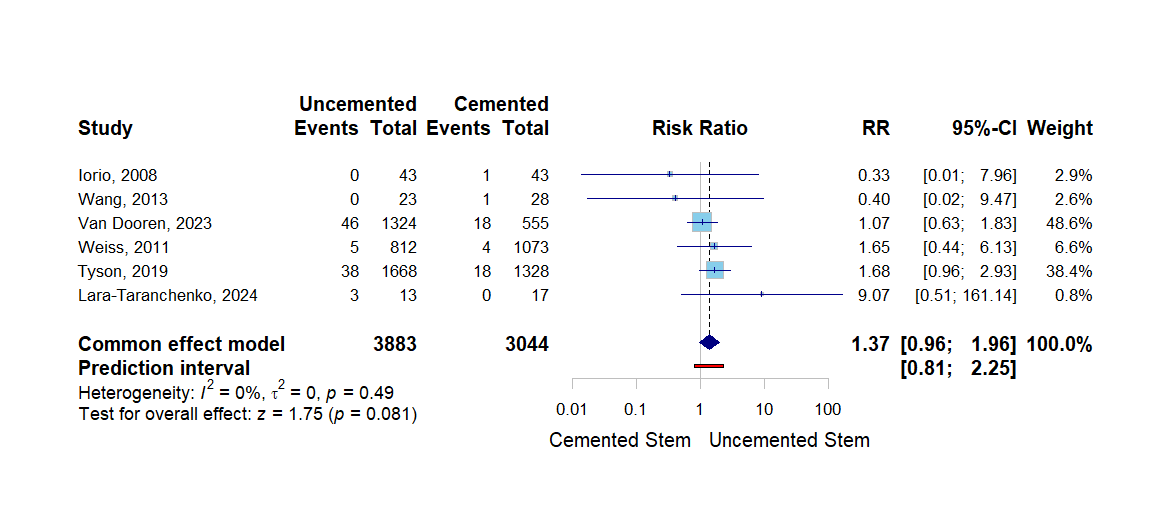 Uncemented Cemented
Study Events Total Events Total Risk Ratio RR 95%-CI Weight
Iorio, 2008 0 43 1 43 0.33 [0.01; 7.96] 2.9%
Wang, 2013 0 23 1 28 0.40 [0.02; 9.47] 2.6%
Van Dooren, 2023 46 1324 18 555 1.07 [0.63; 1.83] 48.6%
Weiss, 2011 5 812 4 1073 1.65 [0.44; 6.13] 6.6%
Tyson, 2019 38 1668 18 1328 1.68 [0.96; 2.93] 38.4%
Lara-Taranchenko, 2024 3 13 0 17 9.07 [0.51; 161.14] 0.8%
Common effect model 3883 3044 1.37 [0.96; 1.96] 100.0%
Prediction interval [0.81; 2.25]
Heterogeneity: I² = 0%, τ² = 0, p = 0.49
Test for overall effect: z = 1.75 (p = 0.081)
0.01 0.1 1 10 100
Cemented Stem Uncemented Stem